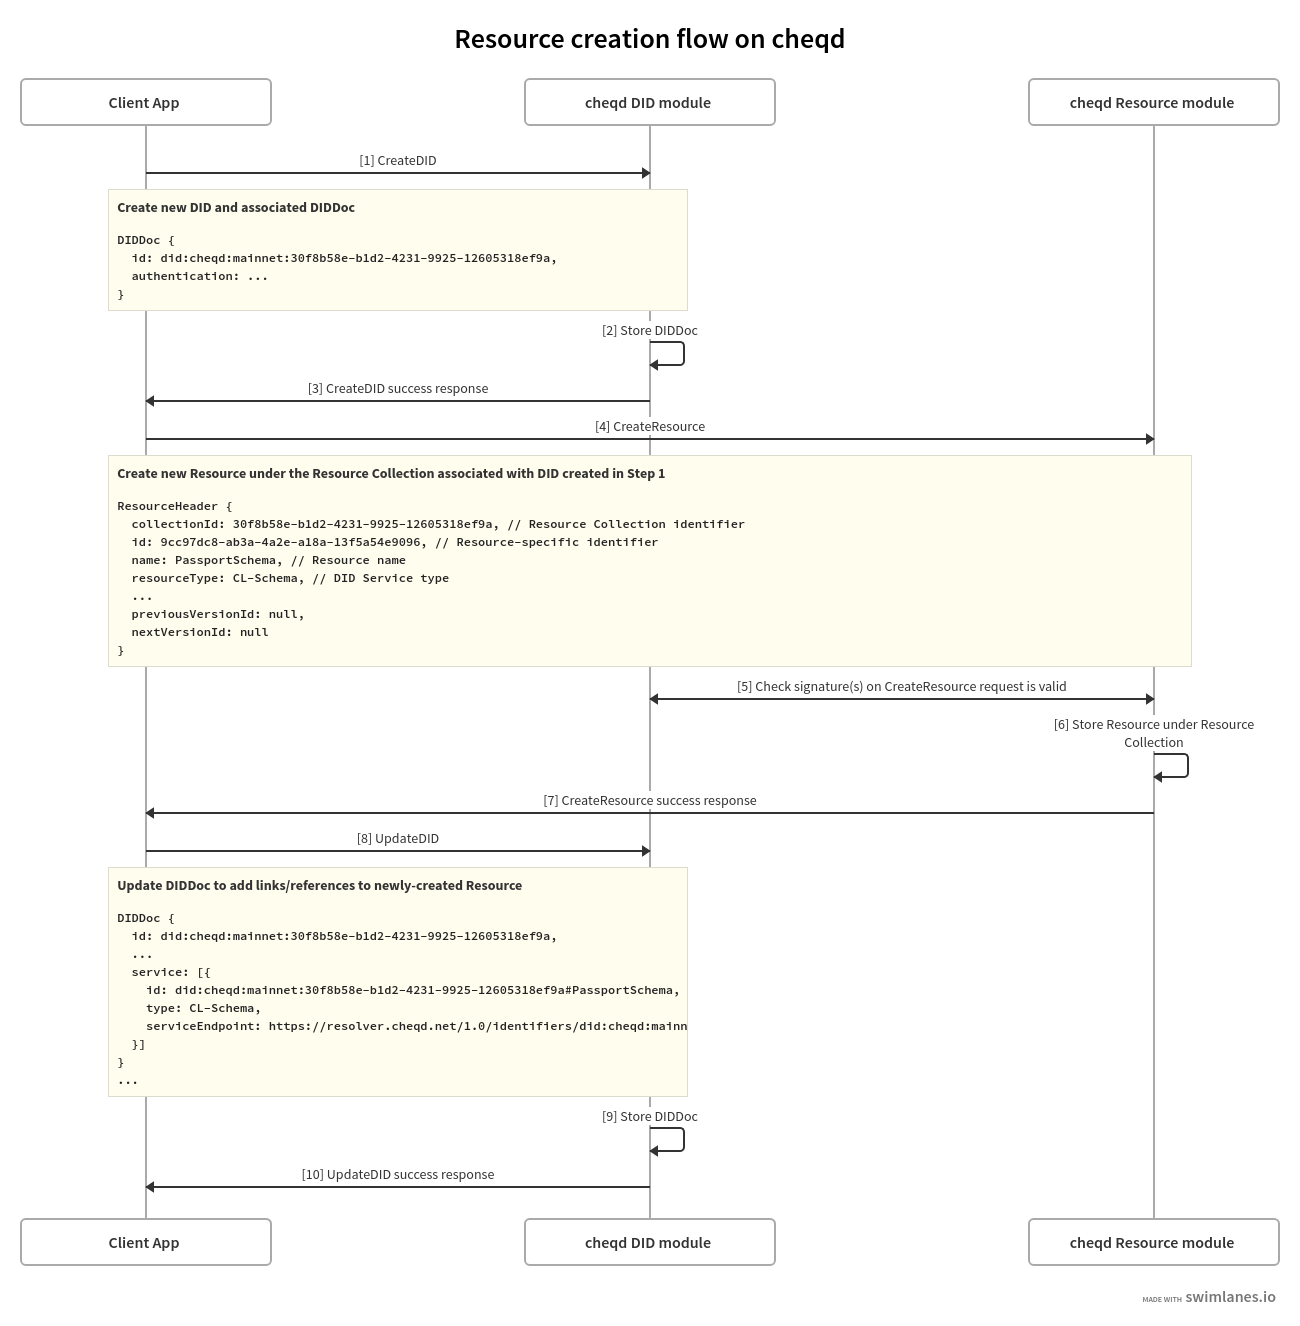 Resource creation flow on cheqd
Client App
cheqd DID module
cheqd Resource module
[1] CreateDID
Create new DID and associated DIDDoc
DIDDoc {
  id: did:cheqd:mainnet:30f8b58e-b1d2-4231-9925-12605318ef9a,
  authentication: ...
}
[2] Store DIDDoc
[3] CreateDID success response
[4] CreateResource
Create new Resource under the Resource Collection associated with DID created in Step 1
ResourceHeader {
  collectionId: 30f8b58e-b1d2-4231-9925-12605318ef9a, // Resource Collection identifier
  id: 9cc97dc8-ab3a-4a2e-a18a-13f5a54e9096, // Resource-specific identifier
  name: PassportSchema, // Resource name
  resourceType: CL-Schema, // DID Service type
  ...
  previousVersionId: null,
  nextVersionId: null
}
[5] Check signature(s) on CreateResource request is valid
[6] Store Resource under Resource
Collection
[7] CreateResource success response
[8] UpdateDID
Update DIDDoc to add links/references to newly-created Resource
DIDDoc {
  id: did:cheqd:mainnet:30f8b58e-b1d2-4231-9925-12605318ef9a,
  ...
  service: [{
    id: did:cheqd:mainnet:30f8b58e-b1d2-4231-9925-12605318ef9a#PassportSchema,
    type: CL-Schema,
    serviceEndpoint: https://resolver.cheqd.net/1.0/identifiers/did:cheqd:mainn
  }]
}
...
[9] Store DIDDoc
[10] UpdateDID success response
Client App
cheqd DID module
cheqd Resource module
MADE WITH swimlanes.io